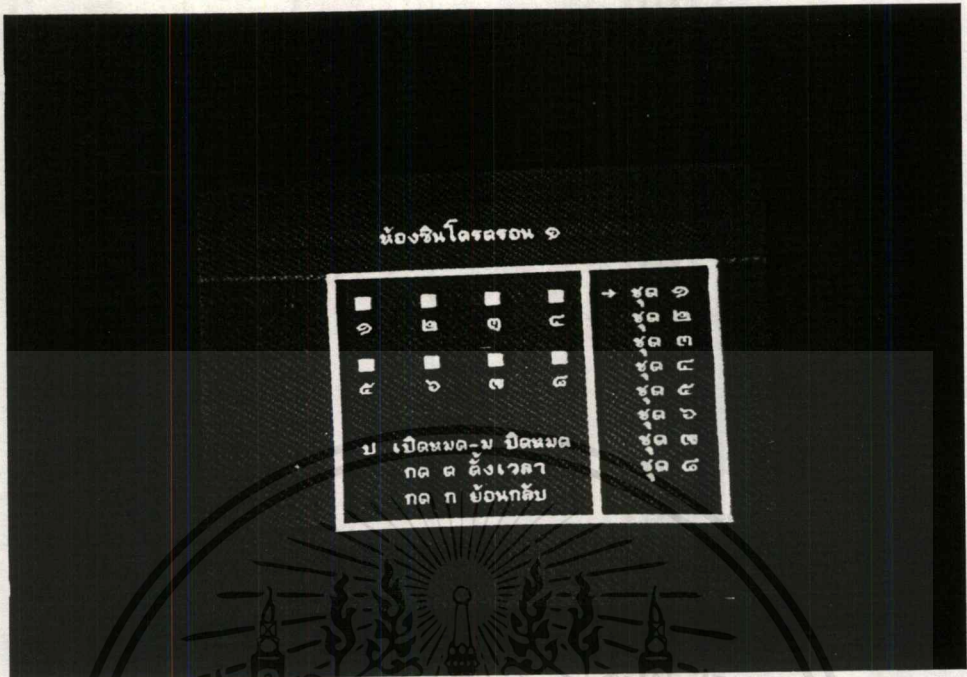 ห้องซินโครตรอน ๑
๑ ๒ ๓ ๔
๕ ๖ ๗ ๘
บ เปิดหมด-ม ปิดหมด
กด ต ตั้งเวลา
กด ก ย้อนกลับ
→ ชุด ๑
ชุด ๒
ชุด ๓
ชุด ๔
ชุด ๕
ชุด ๖
ชุด ๗
ชุด ๘